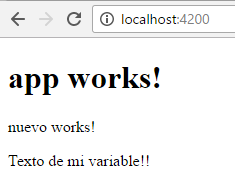 localhost:4200
app works!
nuevo works!
Texto de mi variable!!